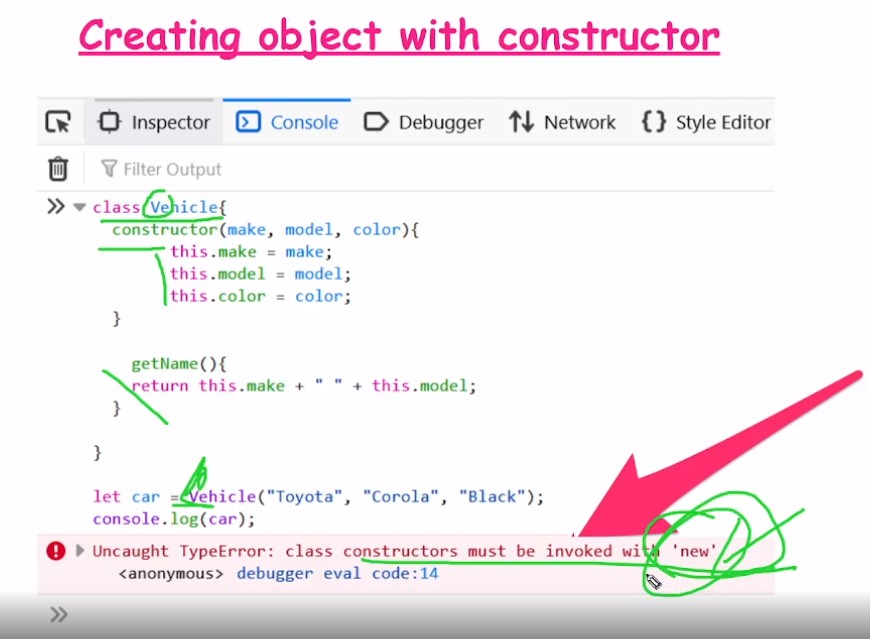 Creating object with constructor
Inspector Console Debugger Network {} Style Editor
Filter Output
>> class Vehicle{
constructor(make, model, color){
this.make = make;
this.model = model;
this.color = color;
}
getName(){
return this.make + " " + this.model;
}
}
let car = Vehicle("Toyota", "Corola", "Black");
console.log(car);
Uncaught TypeError: class constructors must be invoked with 'new'
<anonymous> debugger eval code:14
>>